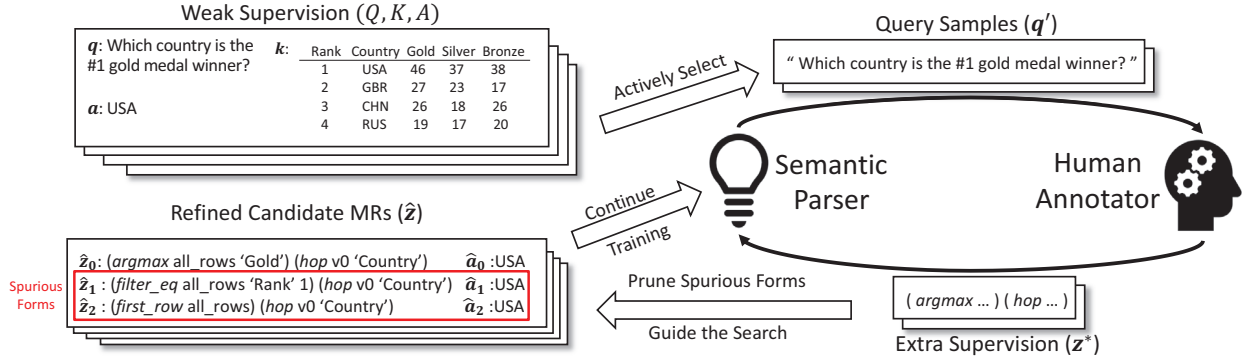 Weak Supervision (Q, K, A)
q: Which country is the
#1 gold medal winner?
a: USA
k:
Rank Country Gold Silver Bronze
1 USA 46 37 38
2 GBR 27 23 17
3 CHN 26 18 26
4 RUS 19 17 20
Actively Select
Query Samples (q′)
“ Which country is the #1 gold medal winner? ”
Semantic
Parser
Human
Annotator
Continue
Training
Refined Candidate MRs (ẑ)
ẑ₀: (argmax all_rows ‘Gold’) (hop v0 ‘Country’) â₀ :USA
ẑ₁ : (filter_eq all_rows ‘Rank’ 1) (hop v0 ‘Country’) â₁ :USA
ẑ₂ : (first_row all_rows) (hop v0 ‘Country’) â₂ :USA
Spurious
Forms
Prune Spurious Forms
Guide the Search
( argmax ... ) ( hop ... )
Extra Supervision (z*)